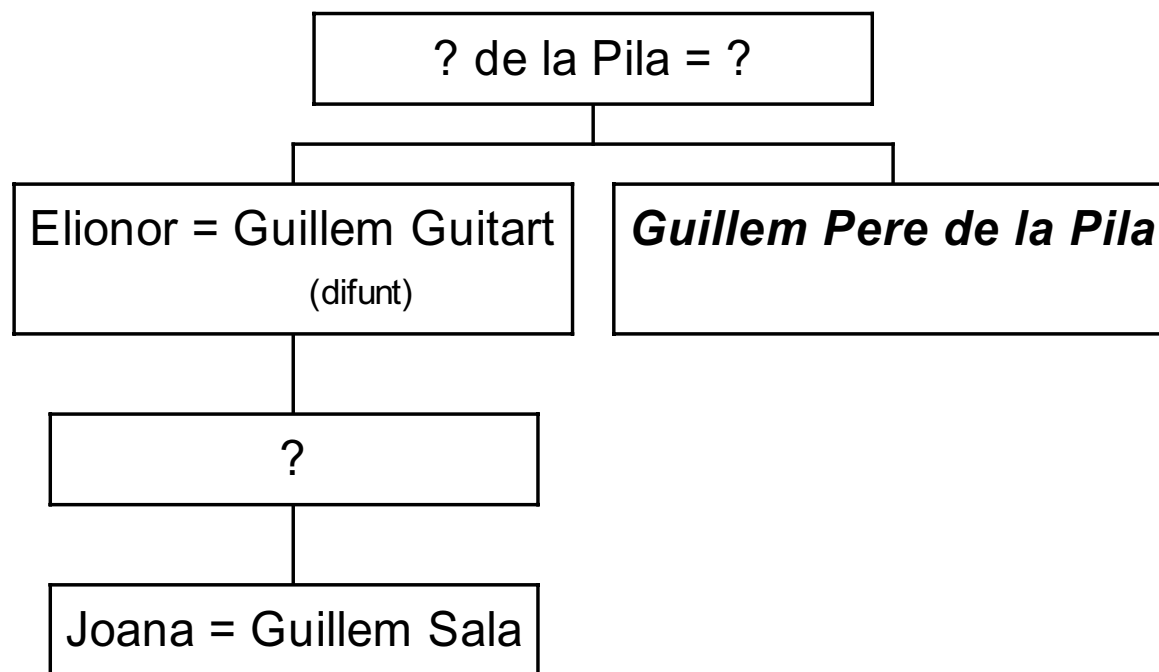 ? de la Pila = ?
Elionor = Guillem Guitart
(difunt)
Guillem Pere de la Pila
?
Joana = Guillem Sala